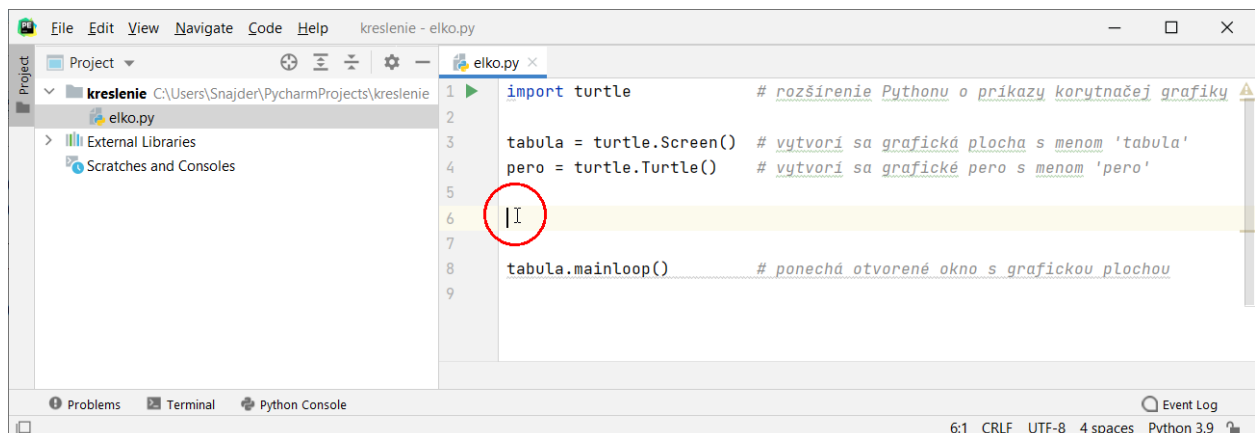 PC File Edit View Navigate Code Help kreslenie - elko.py
Project
Project
elko.py
kreslenie C:\Users\Snajder\PycharmProjects\kreslenie
elko.py
External Libraries
Scratches and Consoles
1 import turtle # rozšírenie Pythonu o príkazy korytnačej grafiky
2
3 tabula = turtle.Screen() # vytvorí sa grafická plocha s menom 'tabula'
4 pero = turtle.Turtle() # vytvorí sa grafické pero s menom 'pero'
5
6
7
8 tabula.mainloop() # ponechá otvorené okno s grafickou plochou
9
Problems Terminal Python Console Event Log
6:1 CRLF UTF-8 4 spaces Python 3.9